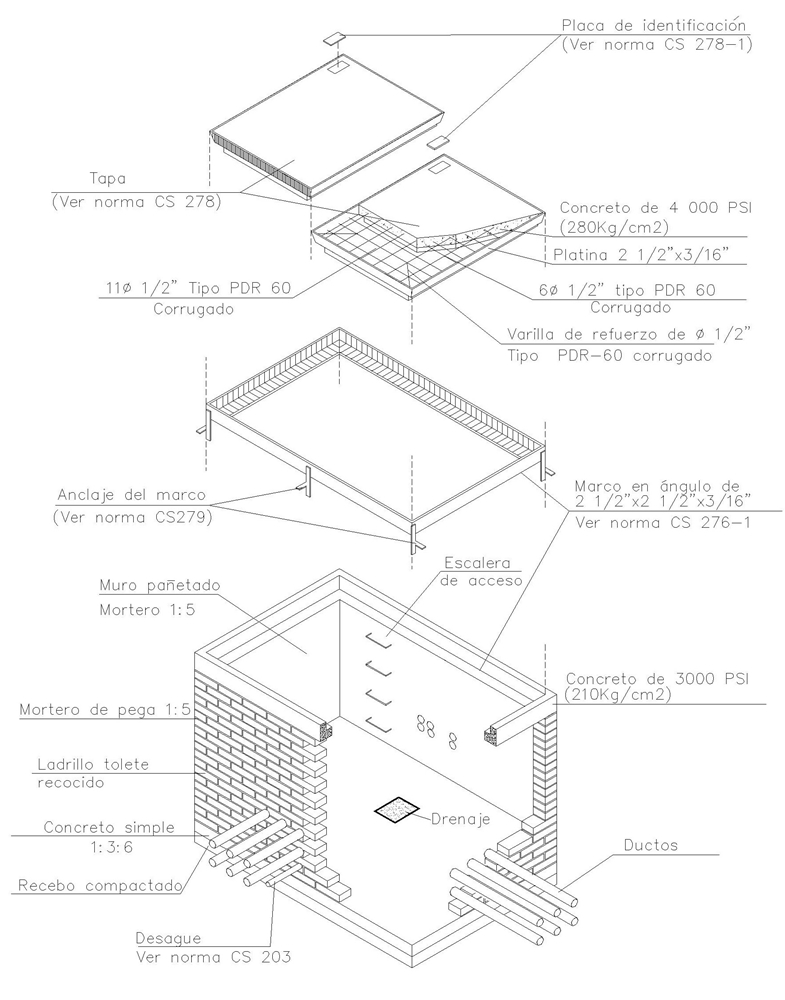 Placa de identificación
(Ver norma CS 278-1)
Tapa
(Ver norma CS 278)
Concreto de 4 000 PSI
(280Kg/cm2)
Platina 2 1/2"x3/16"
11ø 1/2" Tipo PDR 60
Corrugado
6ø 1/2" tipo PDR 60
Corrugado
Varilla de refuerzo de ø 1/2"
Tipo PDR-60 corrugado
Anclaje del marco
(Ver norma CS279)
Marco en ángulo de
2 1/2"x2 1/2"x3/16"
Ver norma CS 276-1
Escalera
de acceso
Muro pañetado
Mortero 1:5
Concreto de 3000 PSI
(210Kg/cm2)
Mortero de pega 1:5
Ladrillo tolete
recocido
Drenaje
Concreto simple
1:3:6
Ductos
Recebo compactado
Desague
Ver norma CS 203